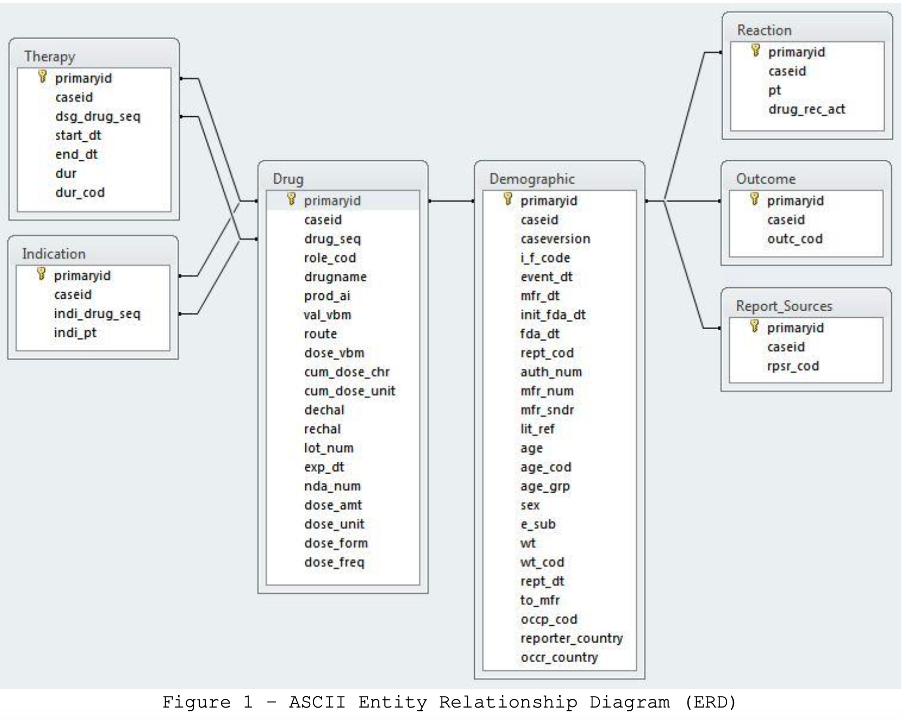 Therapy
primaryid
caseid
dsg_drug_seq
start_dt
end_dt
dur
dur_cod
Indication
primaryid
caseid
indi_drug_seq
indi_pt
Drug
primaryid
caseid
drug_seq
role_cod
drugname
prod_ai
val_vbm
route
dose_vbm
cum_dose_chr
cum_dose_unit
dechal
rechal
lot_num
exp_dt
nda_num
dose_amt
dose_unit
dose_form
dose_freq
Demographic
primaryid
caseid
caseversion
i_f_code
event_dt
mfr_dt
init_fda_dt
fda_dt
rept_cod
auth_num
mfr_num
mfr_sndr
lit_ref
age
age_cod
age_grp
sex
e_sub
wt
wt_cod
rept_dt
to_mfr
occp_cod
reporter_country
occr_country
Reaction
primaryid
caseid
pt
drug_rec_act
Outcome
primaryid
caseid
outc_cod
Report_Sources
primaryid
caseid
rpsr_cod
Figure 1 - ASCII Entity Relationship Diagram (ERD)